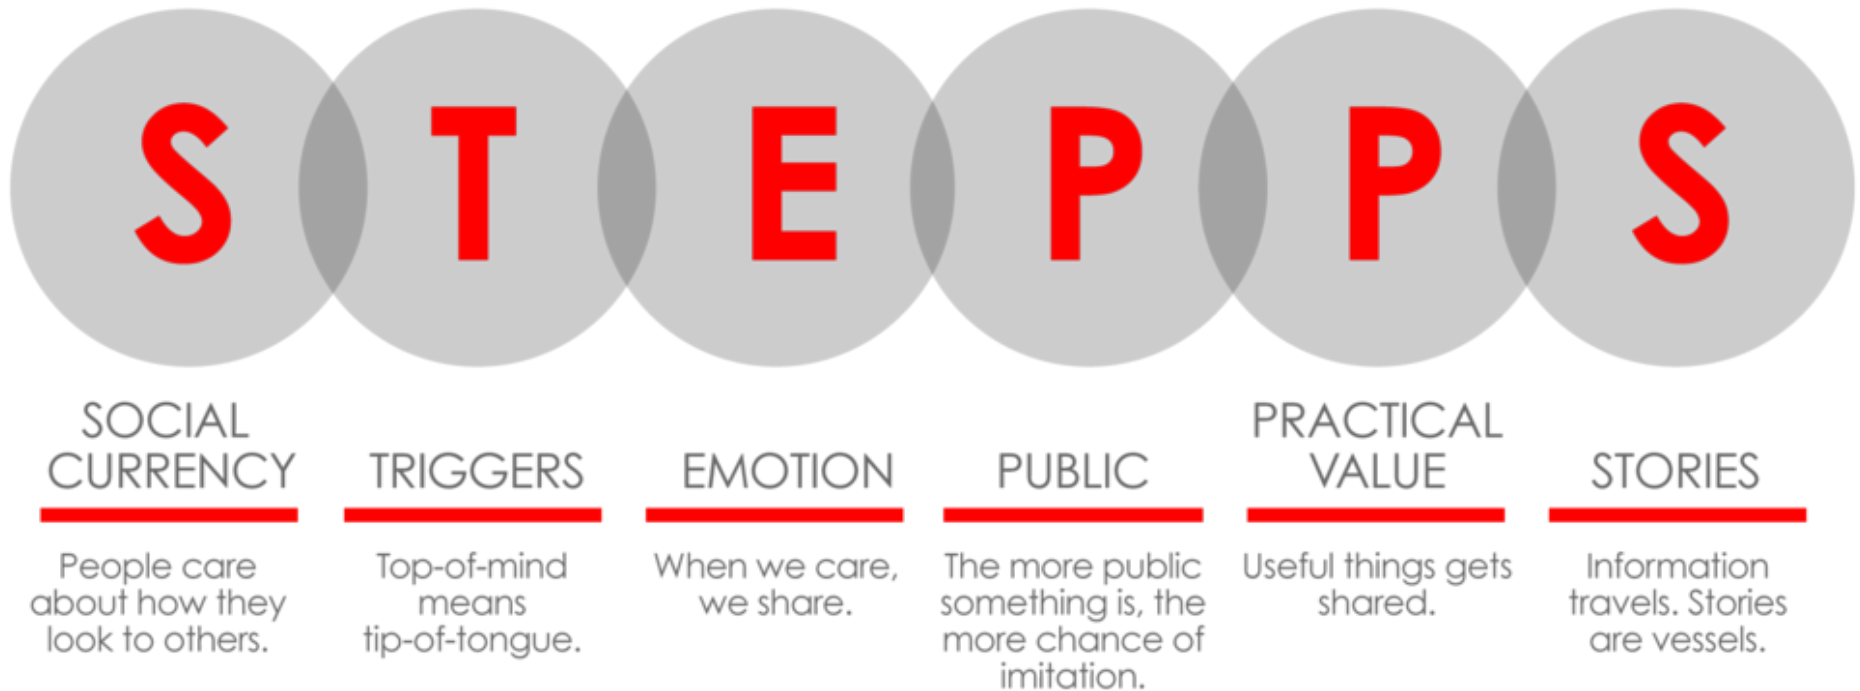 S T E P P S
SOCIAL
CURRENCY
People care
about how they
look to others.
TRIGGERS
Top-of-mind
means
tip-of-tongue.
EMOTION
When we care,
we share.
PUBLIC
The more public
something is, the
more chance of
imitation.
PRACTICAL
VALUE
Useful things gets
shared.
STORIES
Information
travels. Stories
are vessels.